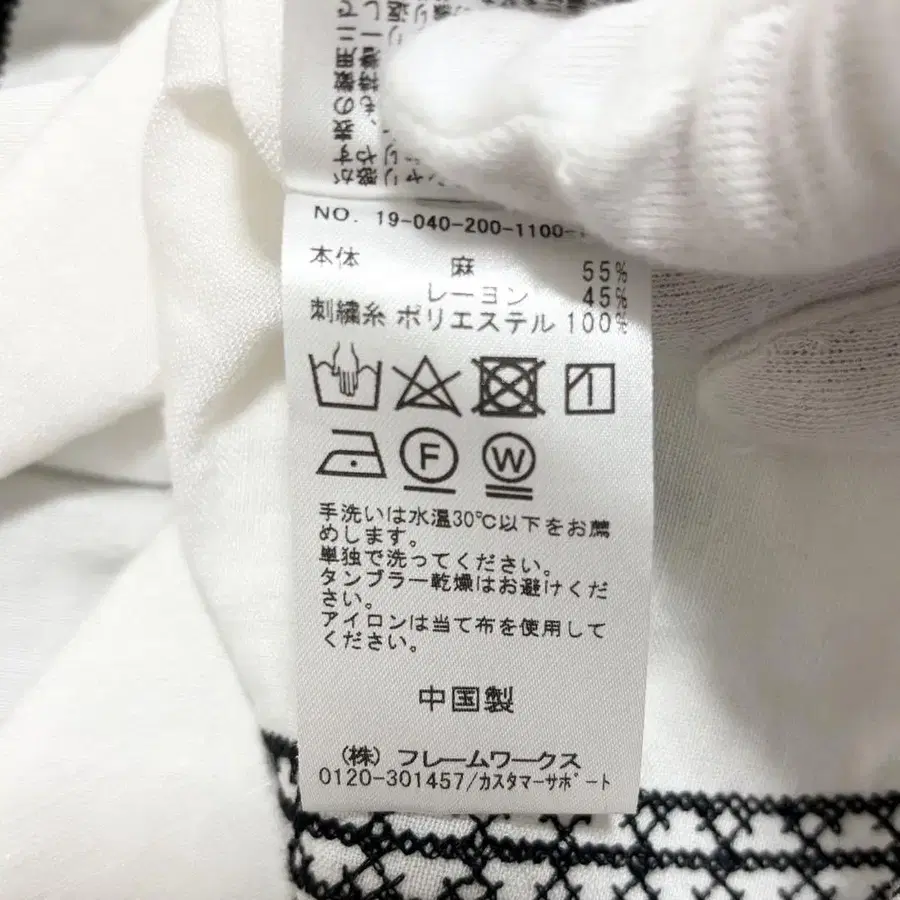 NO. 19-040-200-1100-
本体 麻 55%
レーヨン 45%
刺繍糸 ポリエステル 100%
F W
手洗いは水温30℃以下をお薦
めします。
単独で洗ってください。
タンブラー乾燥はお避けくだ
さい。
アイロンは当て布を使用して
ください。
中国製
(株) フレームワークス
0120-301457/カスタマーサポート